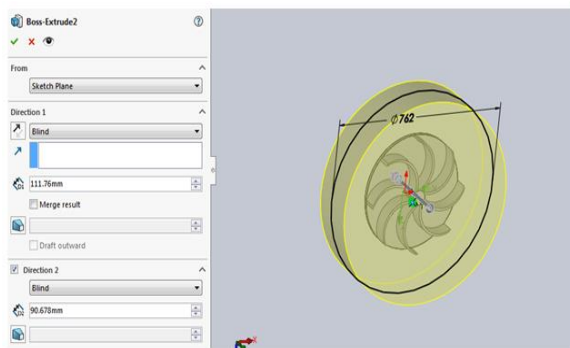 Boss-Extrude2
From
Sketch Plane
Direction 1
Blind
111.76mm
Merge result
Draft outward
Direction 2
Blind
90.678mm
Ø762